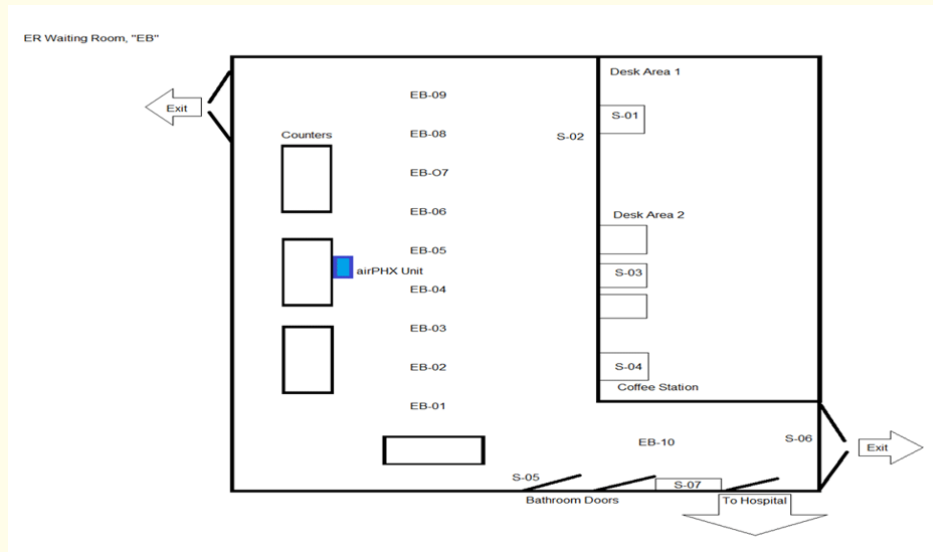 ER Waiting Room, "EB"
Desk Area 1
EB-09
Exit
S-01
Counters
EB-08
S-02
EB-O7
EB-06
Desk Area 2
EB-05
airPHX Unit
S-03
EB-04
EB-03
EB-02
S-04
Coffee Station
EB-01
EB-10
S-06
Exit
S-05
S-07
Bathroom Doors
To Hospital